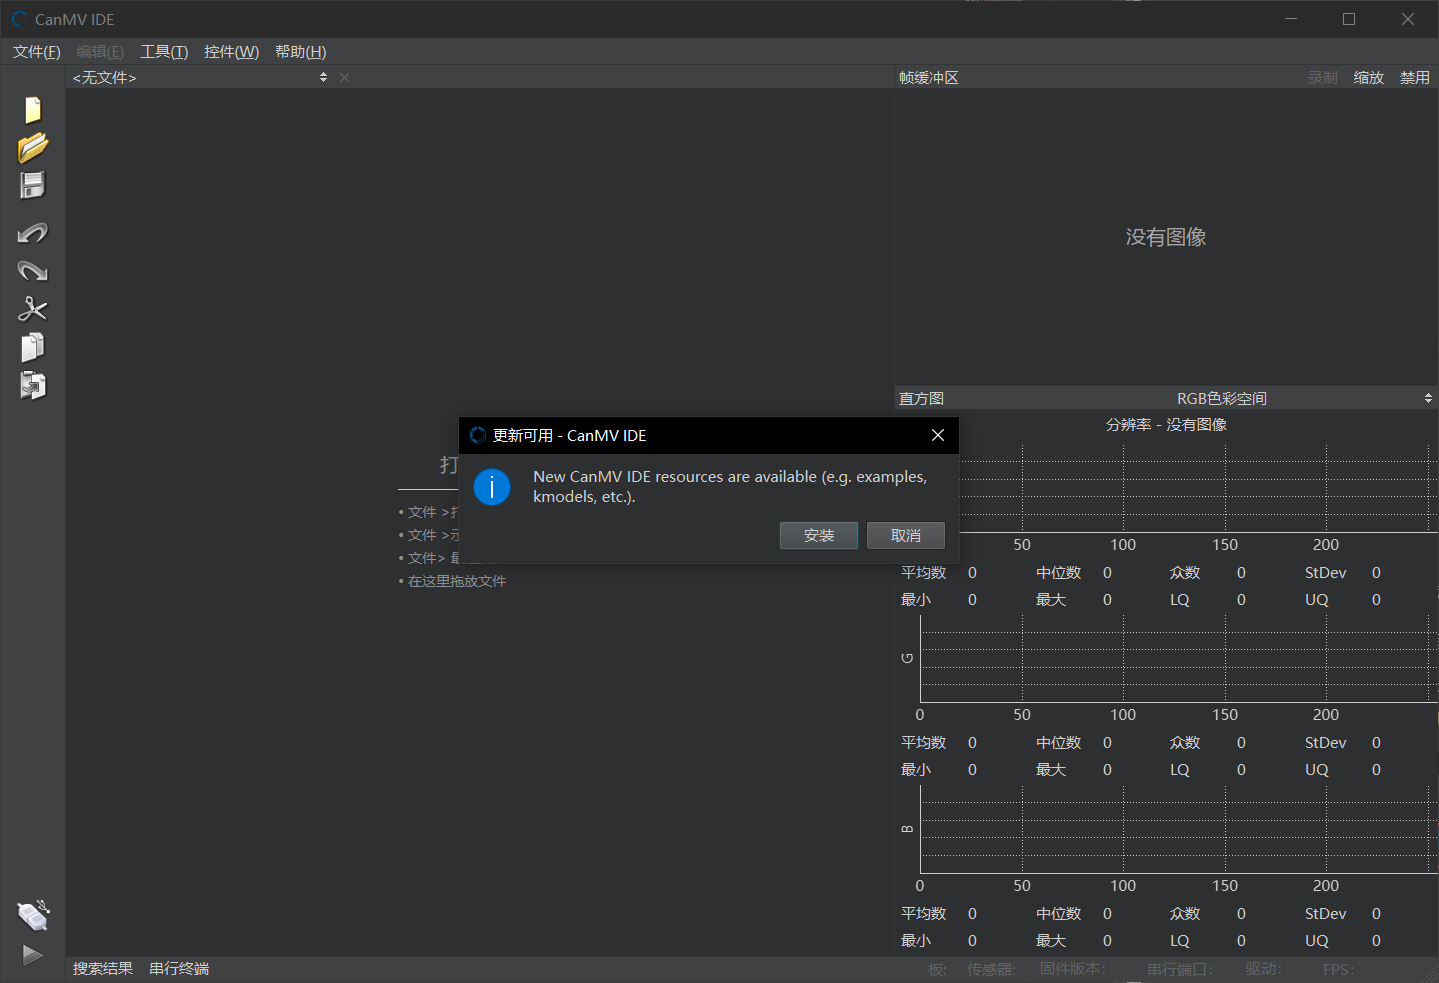 CanMV IDE
文件(F) 编辑(E) 工具(T) 控件(W) 帮助(H)
<无文件>
帧缓冲区 录制 缩放 禁用
没有图像
直方图 RGB色彩空间
分辨率 - 没有图像
更新可用 - CanMV IDE
New CanMV IDE resources are available (e.g. examples,
kmodels, etc.).
安装 取消
打
• 文件 >打
• 文件 >示
• 文件> 最
• 在这里拖放文件
50 100 150 200
平均数 0 中位数 0 众数 0 StDev 0
最小 0 最大 0 LQ 0 UQ 0
G
0 50 100 150 200
平均数 0 中位数 0 众数 0 StDev 0
最小 0 最大 0 LQ 0 UQ 0
B
0 50 100 150 200
平均数 0 中位数 0 众数 0 StDev 0
最小 0 最大 0 LQ 0 UQ 0
搜索结果 串行终端
板: 传感器: 固件版本: 串行端口: 驱动: FPS: